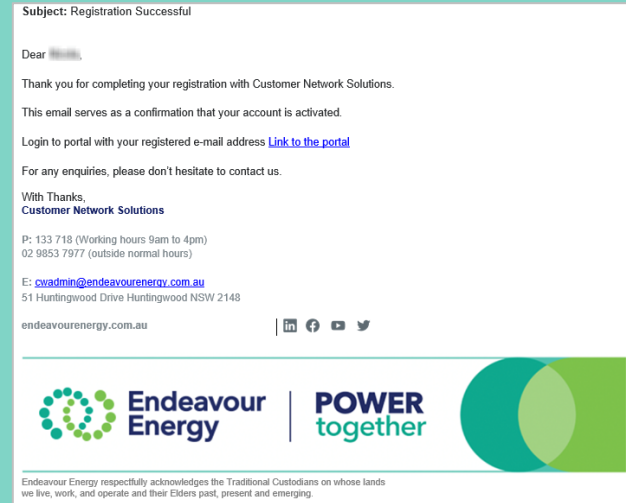 Subject: Registration Successful
Dear
Thank you for completing your registration with Customer Network Solutions.
This email serves as a confirmation that your account is activated.
Login to portal with your registered e-mail address Link to the portal
For any enquiries, please don't hesitate to contact us.
With Thanks,
Customer Network Solutions
P: 133 718 (Working hours 9am to 4pm)
02 9853 7977 (outside normal hours)
E: cwadmin@endeavourenergy.com.au
51 Huntingwood Drive Huntingwood NSW 2148
endeavourenergy.com.au
Endeavour
Energy
POWER
together
Endeavour Energy respectfully acknowledges the Traditional Custodians on whose lands
we live, work, and operate and their Elders past, present and emerging.